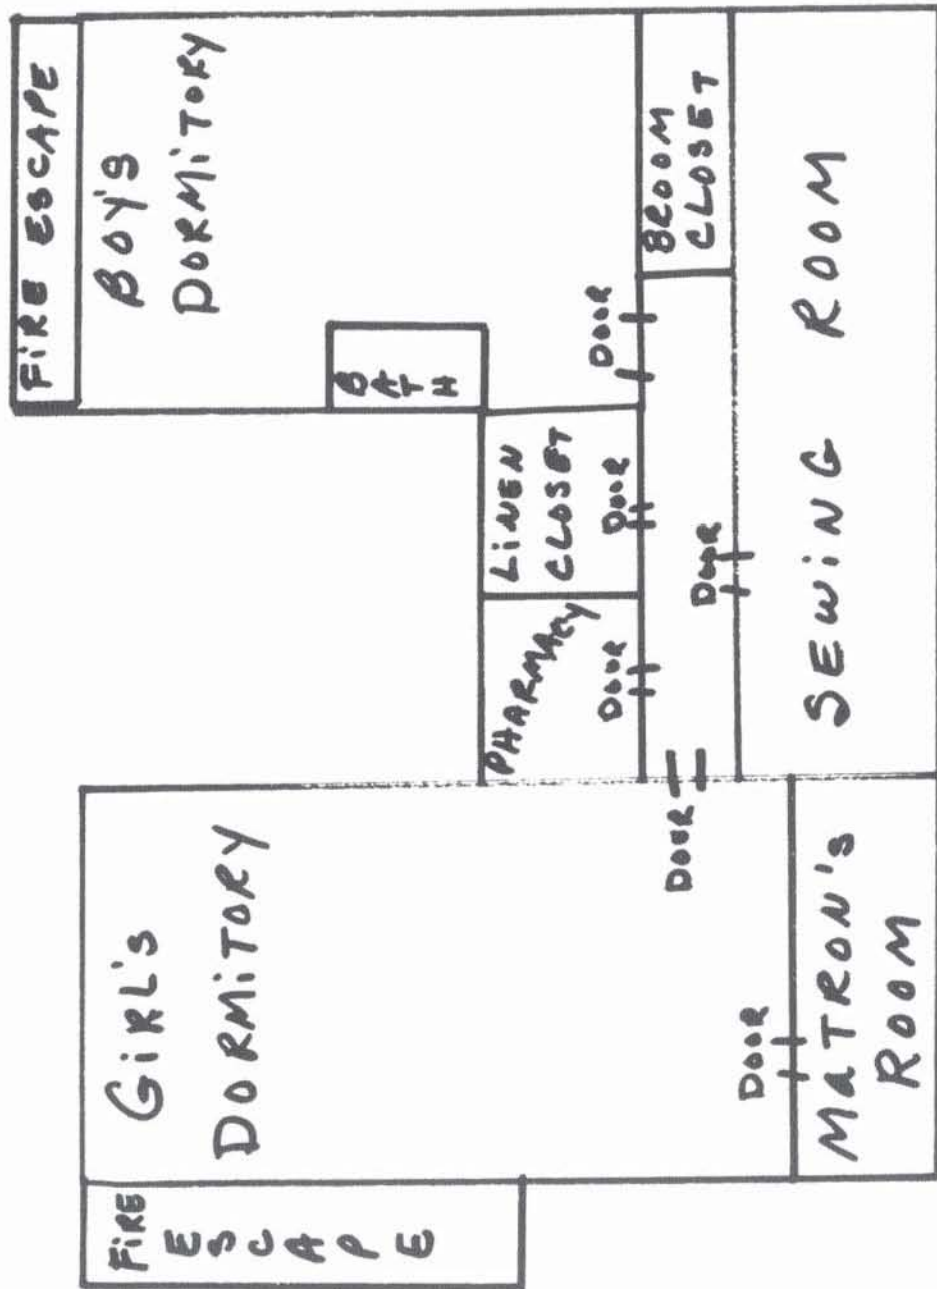 FiRE ESCAPE
FiRE
ESCAPE
GiRL's
DORMiTORY
BOY'S
DORMiTORY
BATH
PHARMACY
LiNEN
CLOSET
DOOR
DOOR
DOOR
BROOM
CLOSET
DOOR
DOOR
DOOR
MaTRON's
ROOM
SEWiNG ROOM